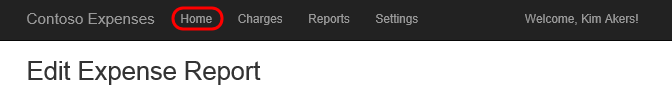 Contoso Expenses Home Charges Reports Settings Welcome, Kim Akers!
Edit Expense Report